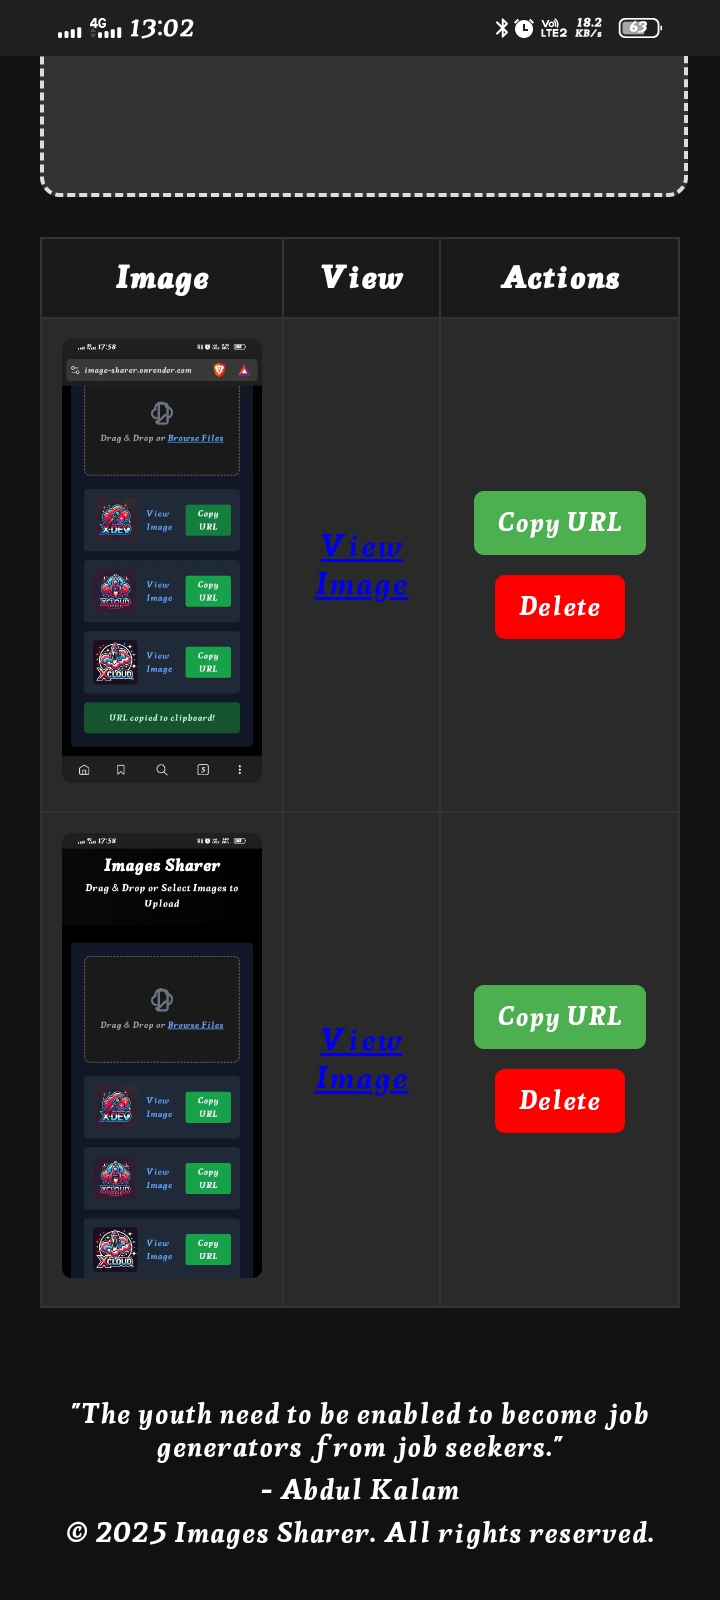 4G 13:02 Vo) LTE2 18.2 KB/s 63
Image View Actions
17:58
image-sharer.onrender.com
Drag & Drop or Browse Files
X-DEV View Image Copy URL
XCLOUD View Image Copy URL
XCLOUD View Image Copy URL
URL copied to clipboard!
5
View
Image
Copy URL
Delete
17:58
Images Sharer
Drag & Drop or Select Images to
Upload
Drag & Drop or Browse Files
X-DEV View Image Copy URL
XCLOUD View Image Copy URL
XCLOUD View Image Copy URL
View
Image
Copy URL
Delete
"The youth need to be enabled to become job
generators from job seekers."
- Abdul Kalam
© 2025 Images Sharer. All rights reserved.